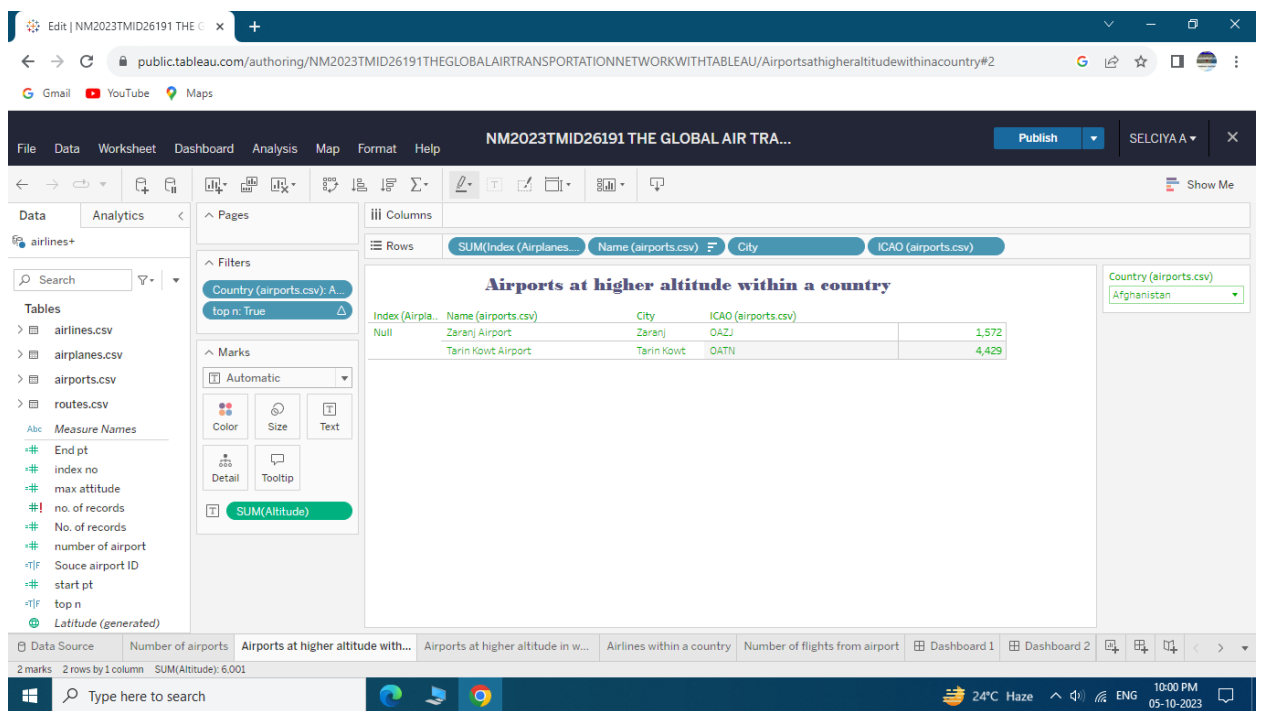 Edit | NM2023TMID26191 THE G
public.tableau.com/authoring/NM2023TMID26191THEGLOBALAIRTRANSPORTATIONNETWORKWITHTABLEAU/Airportsathigheraltitudewithinacountry#2
Gmail YouTube Maps
NM2023TMID26191 THE GLOBAL AIR TRA... Publish SELCIYA A
File Data Worksheet Dashboard Analysis Map Format Help
Show Me
Data Analytics
Pages
Columns
airlines+
Rows SUM(Index (Airplanes.... Name (airports.csv) City ICAO (airports.csv)
Filters
Search
Country (airports.csv): A...
top n: True
Airports at higher altitude within a country
Country (airports.csv)
Afghanistan
Tables
Index (Airpla.. Name (airports.csv) City ICAO (airports.csv)
airlines.csv
Null Zaranj Airport Zaranj OAZJ 1,572
airplanes.csv
Marks
Tarin Kowt Airport Tarin Kowt OATN 4,429
airports.csv
Automatic
routes.csv
Abc Measure Names
Color Size Text
=# End pt
=# index no
Detail Tooltip
=# max attitude
#! no. of records
T SUM(Altitude)
=# No. of records
=# number of airport
=T|F Souce airport ID
=# start pt
=T|F top n
Latitude (generated)
Data Source Number of airports Airports at higher altitude with... Airports at higher altitude in w... Airlines within a country Number of flights from airport Dashboard 1 Dashboard 2
2 marks 2 rows by 1 column SUM(Altitude): 6,001
Type here to search 24°C Haze ENG 10:00 PM
05-10-2023